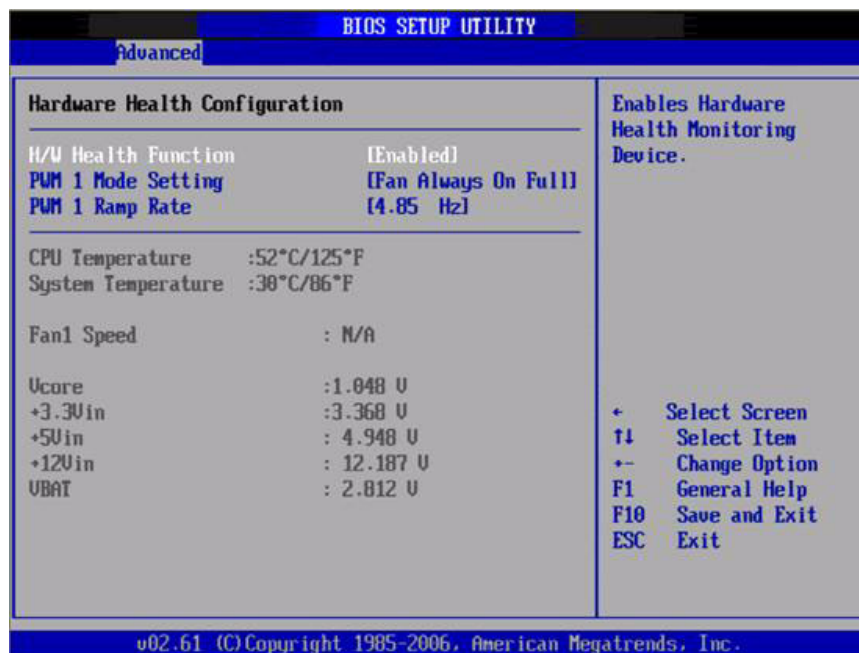 BIOS SETUP UTILITY
Advanced
Hardware Health Configuration
H/W Health Function [Enabled]
PWM 1 Mode Setting [Fan Always On Full]
PWM 1 Ramp Rate [4.85 Hz]
CPU Temperature :52°C/125°F
System Temperature :30°C/86°F
Fan1 Speed : N/A
Vcore :1.048 V
+3.3Vin :3.368 V
+5Vin : 4.948 V
+12Vin : 12.187 V
VBAT : 2.812 V
Enables Hardware
Health Monitoring
Device.
← Select Screen
↑↓ Select Item
+- Change Option
F1 General Help
F10 Save and Exit
ESC Exit
v02.61 (C)Copyright 1985-2006, American Megatrends, Inc.